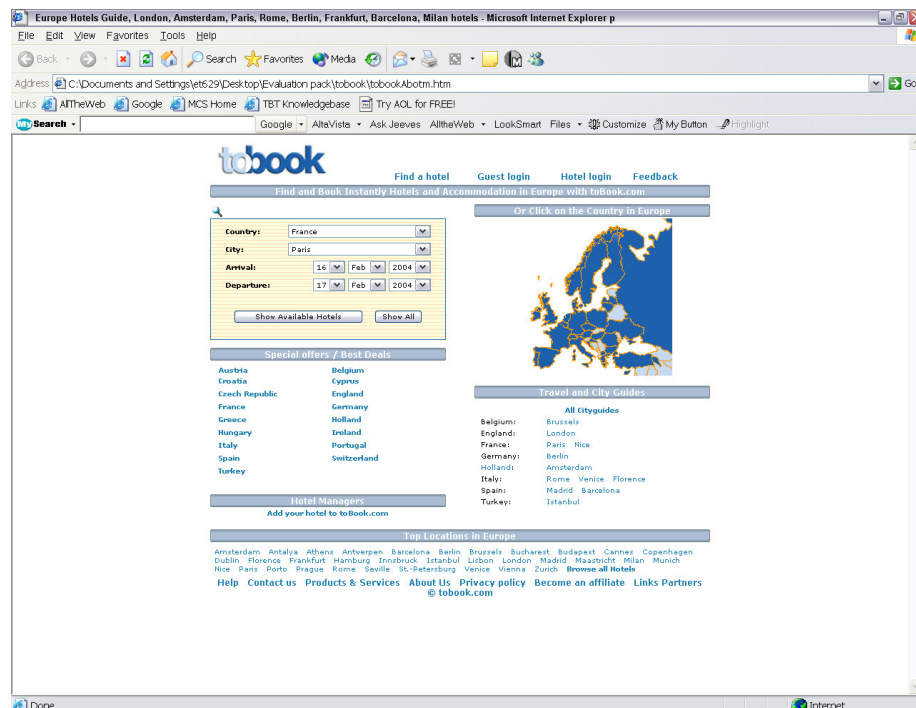 Europe Hotels Guide, London, Amsterdam, Paris, Rome, Berlin, Frankfurt, Barcelona, Milan hotels - Microsoft Internet Explorer p
File Edit View Favorites Tools Help
Back Search Favorites Media
Address C:\Documents and Settings\et629\Desktop\Evaluation pack\tobook\tobookAbotm.htm Go
Links AllTheWeb Google MCS Home TBT Knowledgebase Try AOL for FREE!
My Search Google AltaVista Ask Jeeves AlltheWeb LookSmart Files Customize My Button Highlight
tobook
Find a hotel Guest login Hotel login Feedback
Find and Book Instantly Hotels and Accommodation in Europe with toBook.com
Country: France
City: Paris
Arrival: 16 Feb 2004
Departure: 17 Feb 2004
Show Available Hotels Show All
Or Click on the Country in Europe
Special offers / Best Deals
Austria Belgium
Croatia Cyprus
Czech Republic England
France Germany
Greece Holland
Hungary Ireland
Italy Portugal
Spain Switzerland
Turkey
Hotel Managers
Add your hotel to toBook.com
Travel and City Guides
All Cityguides
Belgium: Brussels
England: London
France: Paris Nice
Germany: Berlin
Holland: Amsterdam
Italy: Rome Venice Florence
Spain: Madrid Barcelona
Turkey: Istanbul
Top Locations in Europe
Amsterdam Antalya Athens Antwerpen Barcelona Berlin Brussels Bucharest Budapest Cannes Copenhagen
Dublin Florence Frankfurt Hamburg Innsbruck Istanbul Lisbon London Madrid Maastricht Milan Munich
Nice Paris Porto Prague Rome Seville St.-Petersburg Venice Vienna Zurich Browse all Hotels
Help Contact us Products & Services About Us Privacy policy Become an affiliate Links Partners
© tobook.com
Done Internet